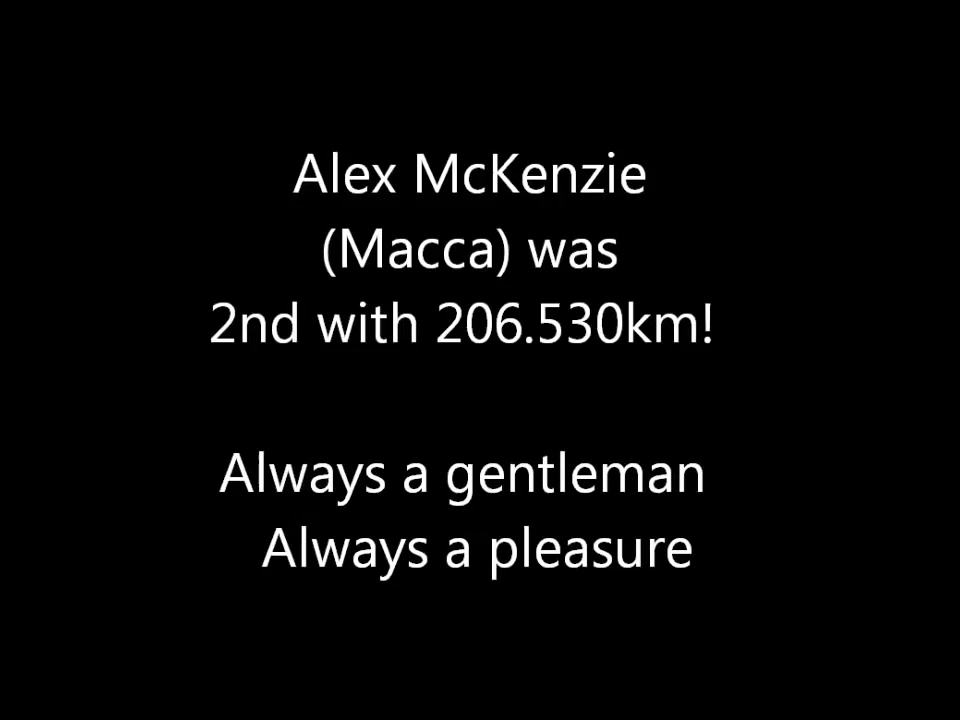 Alex McKenzie
(Macca) was
2nd with 206.530km!
Always a gentleman
Always a pleasure